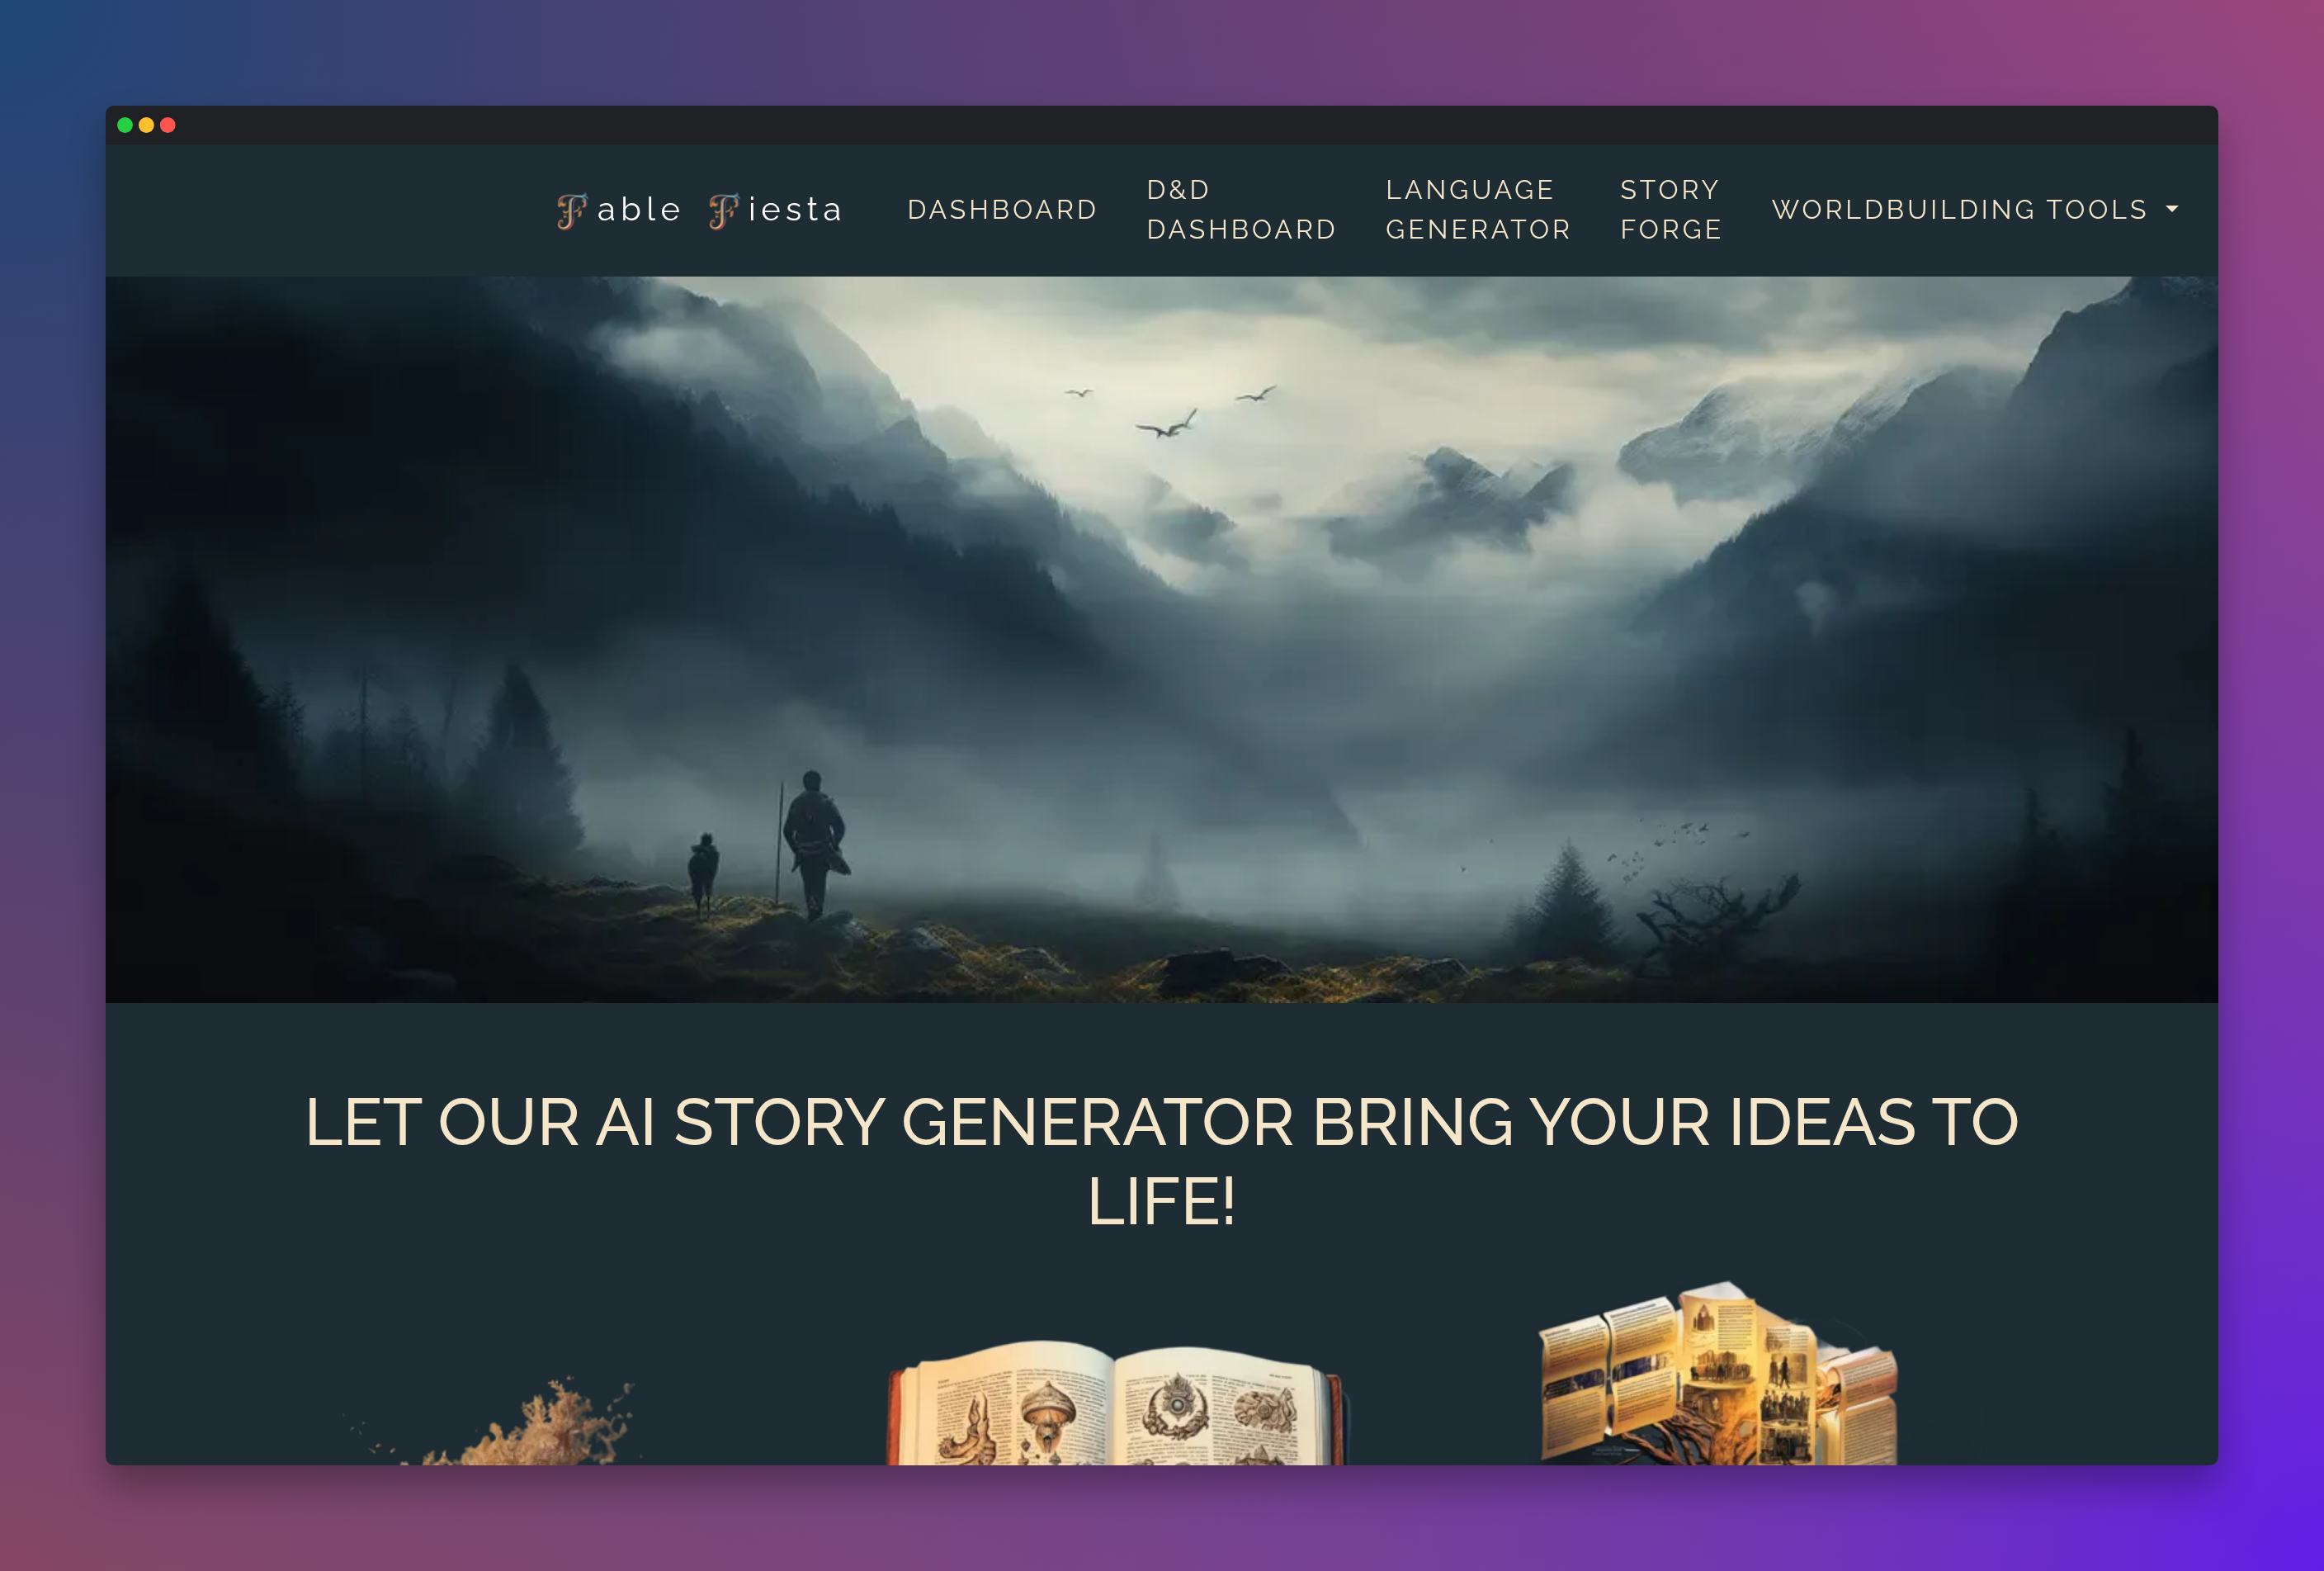 Fable Fiesta
DASHBOARD
D&D
DASHBOARD
LANGUAGE
GENERATOR
STORY
FORGE
WORLDBUILDING TOOLS
LET OUR AI STORY GENERATOR BRING YOUR IDEAS TO
LIFE!